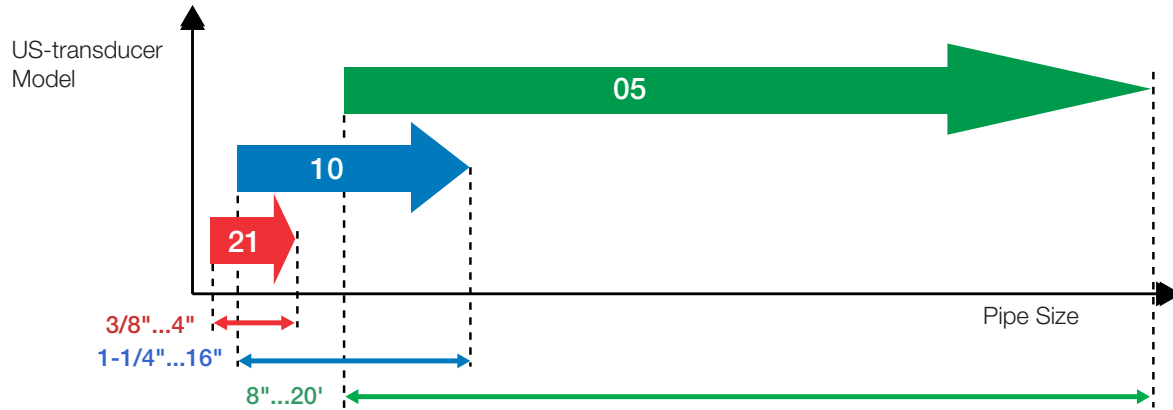 US-transducer
Model
05
10
21
Pipe Size
3/8"...4"
1-1/4"...16"
8"...20'